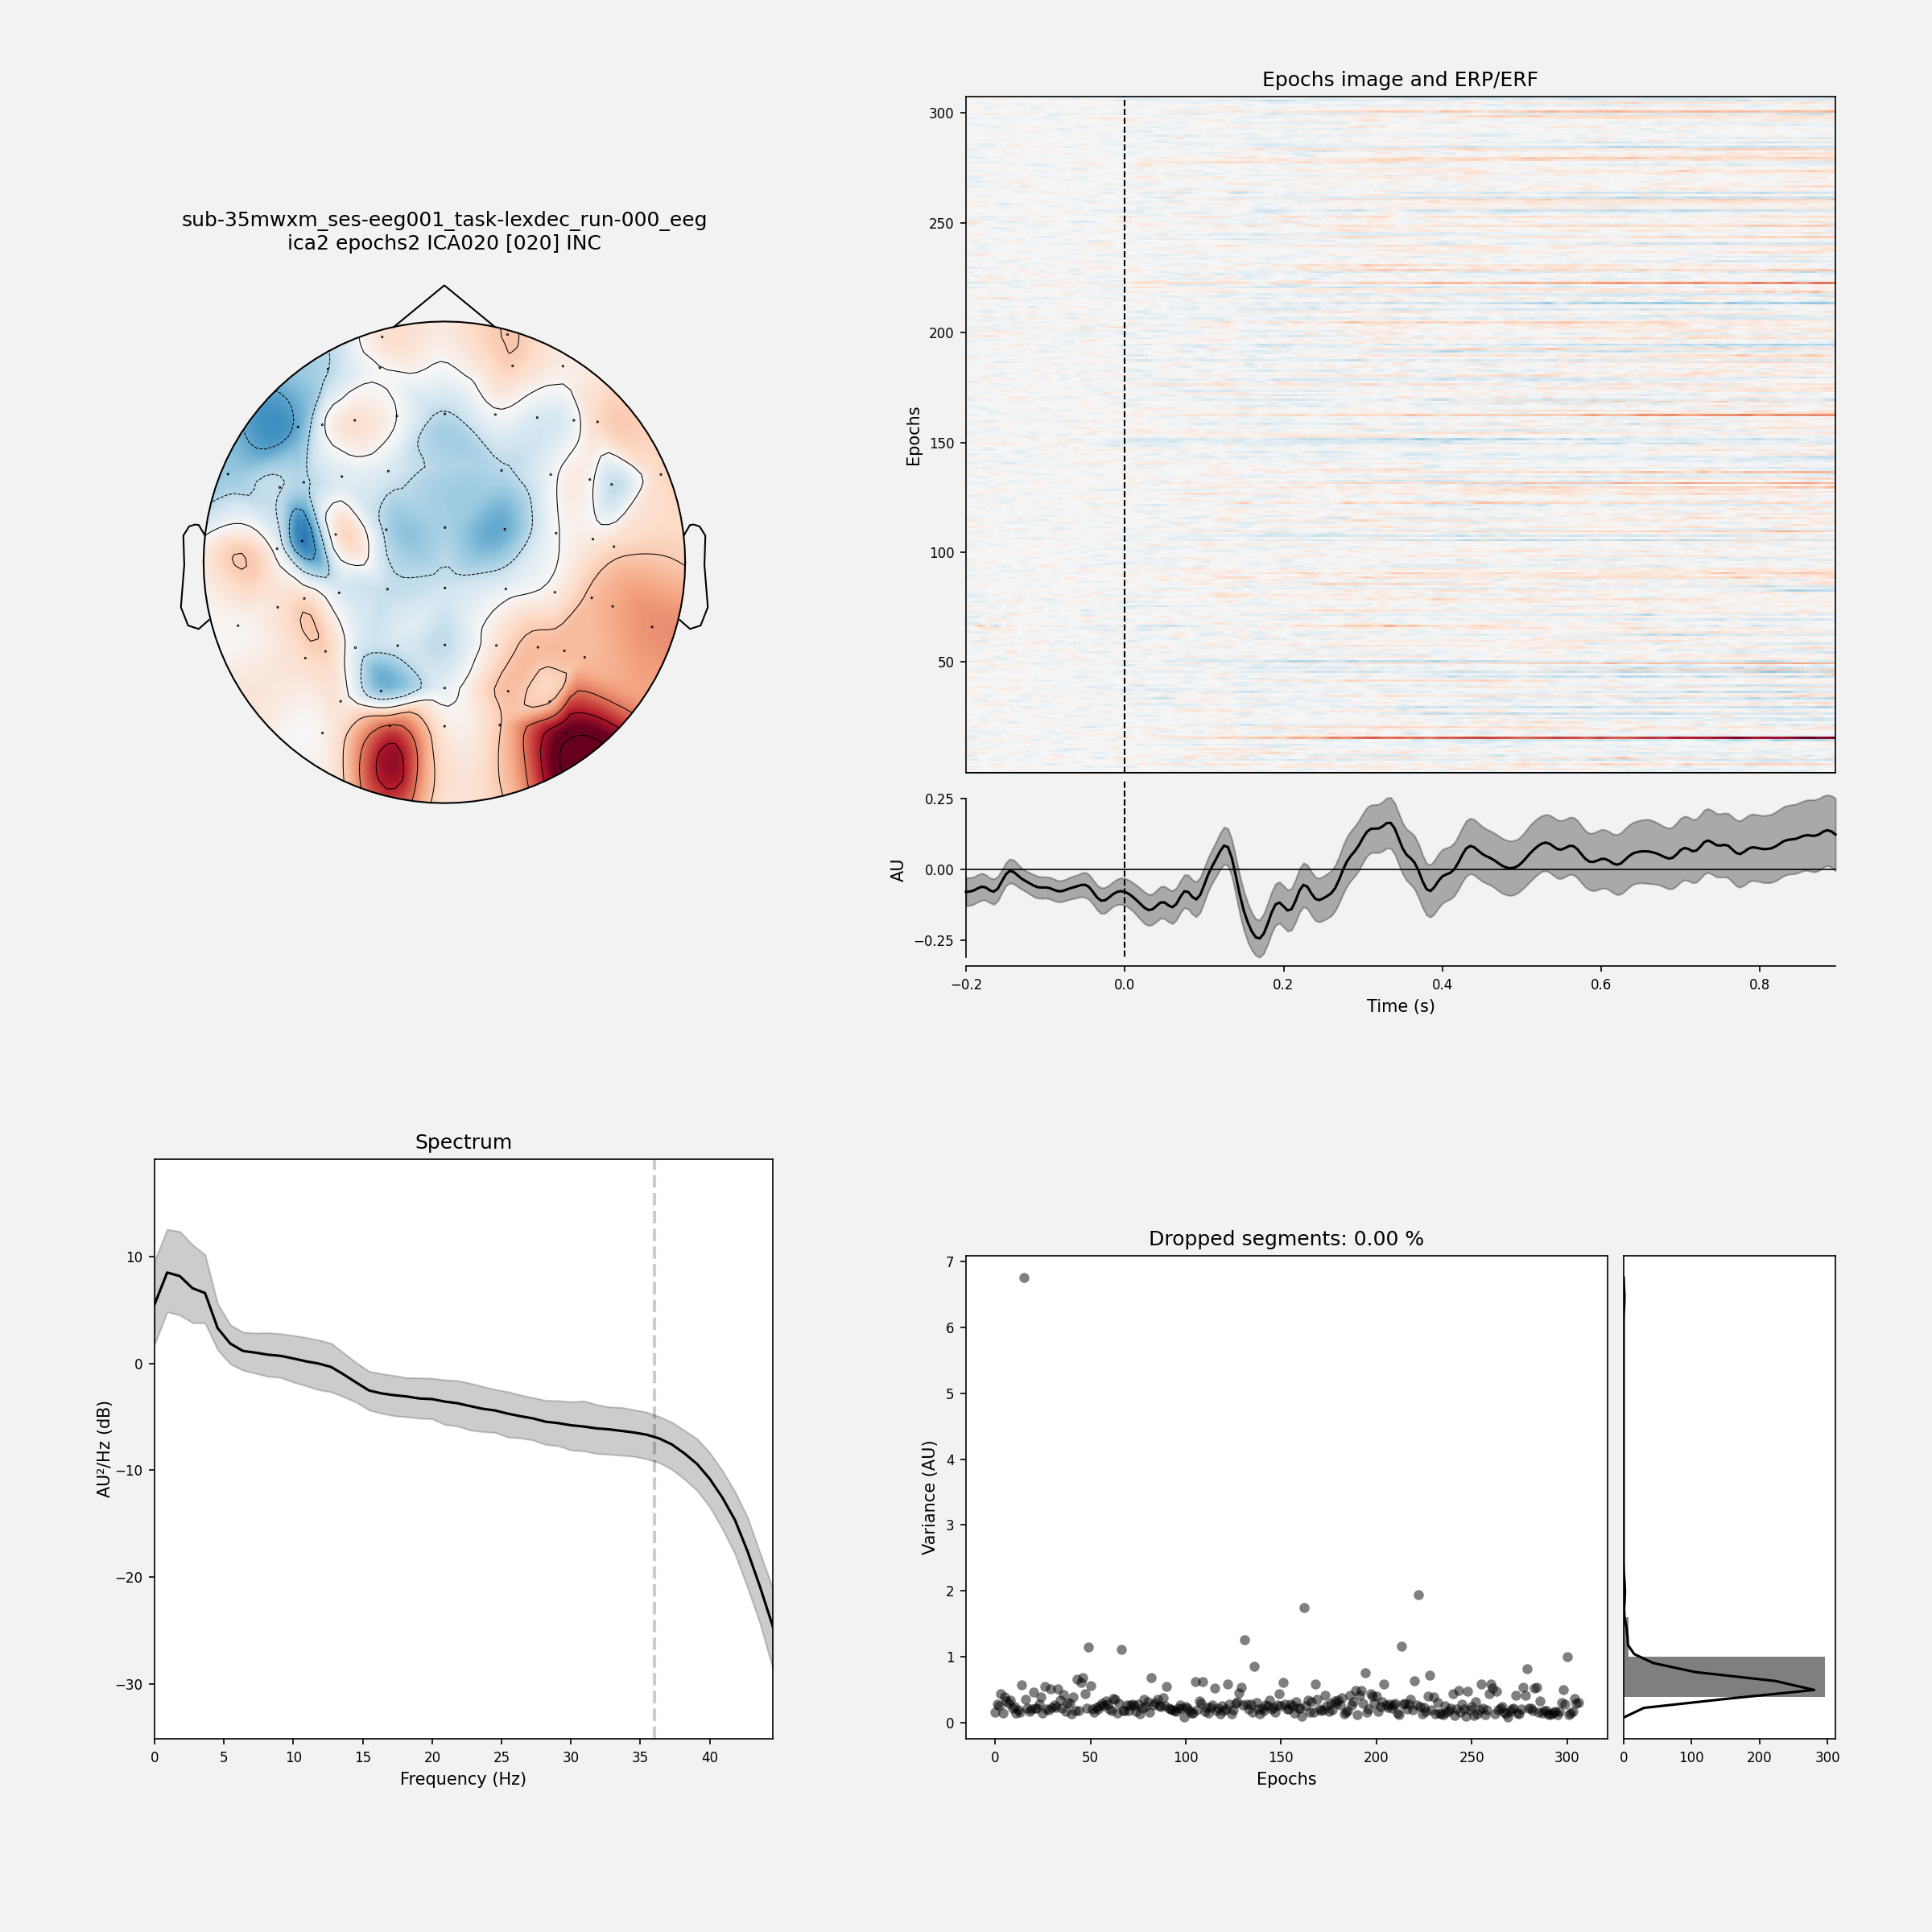 sub-35mwxm_ses-eeg001_task-lexdec_run-000_eeg
ica2 epochs2 ICA020 [020] INC
Epochs image and ERP/ERF
300
250
200
150
100
50
Epochs
0.25
0.00
−0.25
AU
−0.2 0.0 0.2 0.4 0.6 0.8
Time (s)
Spectrum
10
0
−10
−20
−30
AU²/Hz (dB)
0 5 10 15 20 25 30 35 40
Frequency (Hz)
Dropped segments: 0.00 %
7
6
5
4
3
2
1
0
Variance (AU)
0 50 100 150 200 250 300
Epochs
0 100 200 300